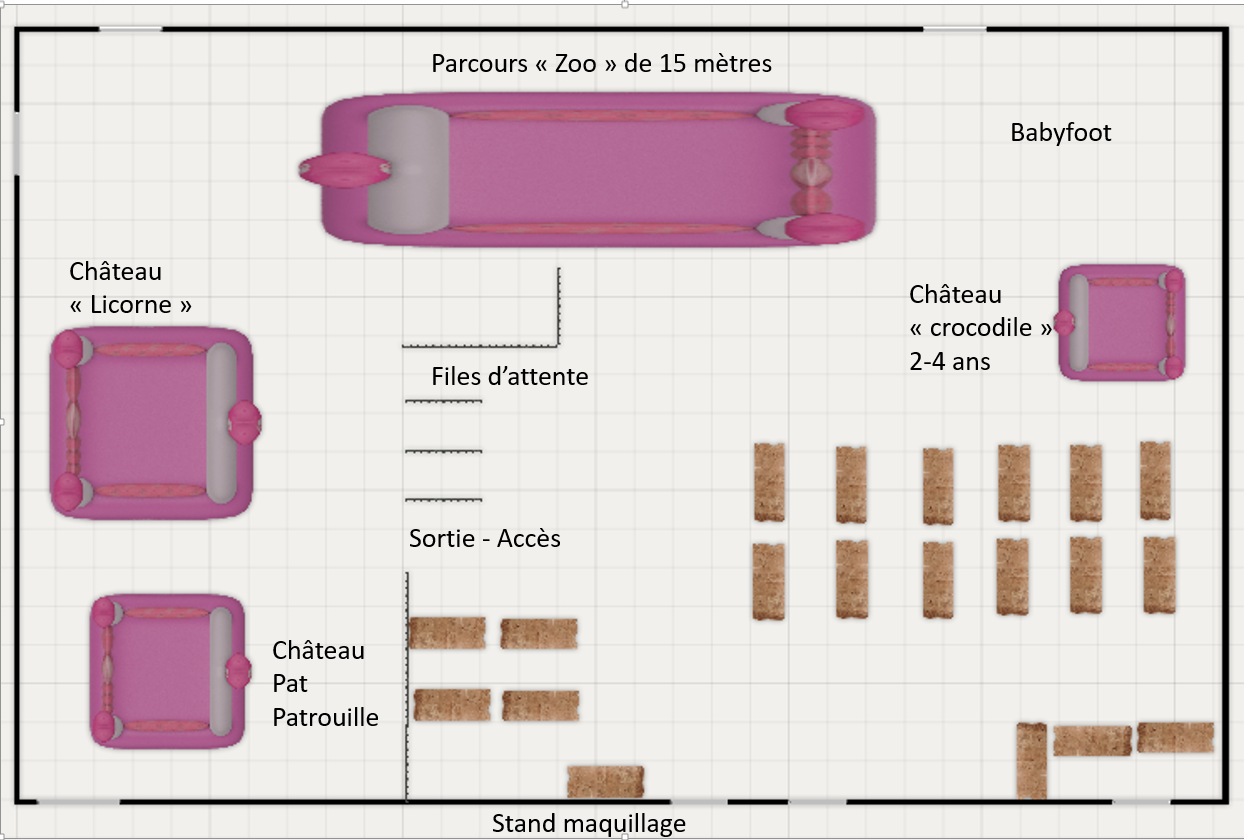 Parcours « Zoo » de 15 mètres
Babyfoot
Château
« Licorne »
Château
« crocodile »
2-4 ans
Files d’attente
Sortie - Accès
Château
Pat
Patrouille
Stand maquillage